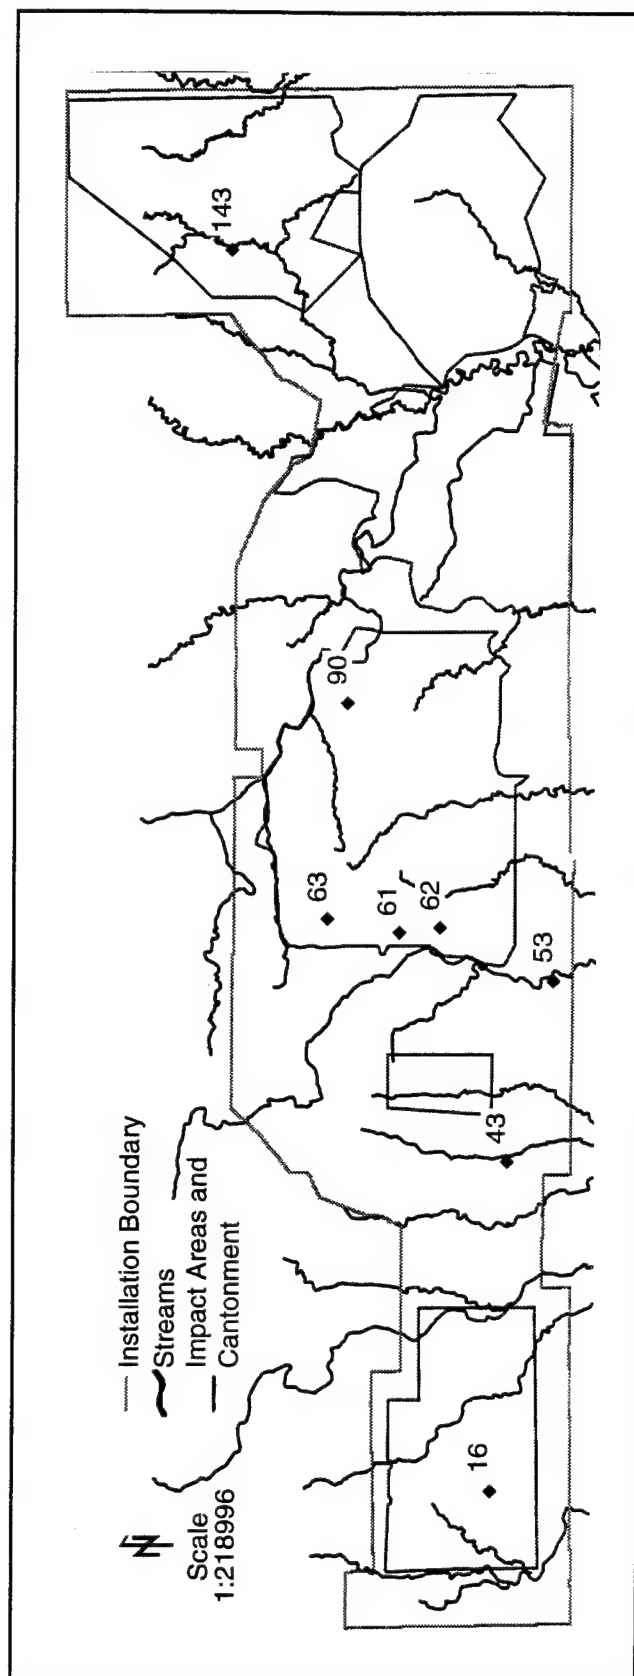 N
Scale
1:218996
Installation Boundary
Streams
Impact Areas and
Cantonment
16
43
53
62
61
63
90
143